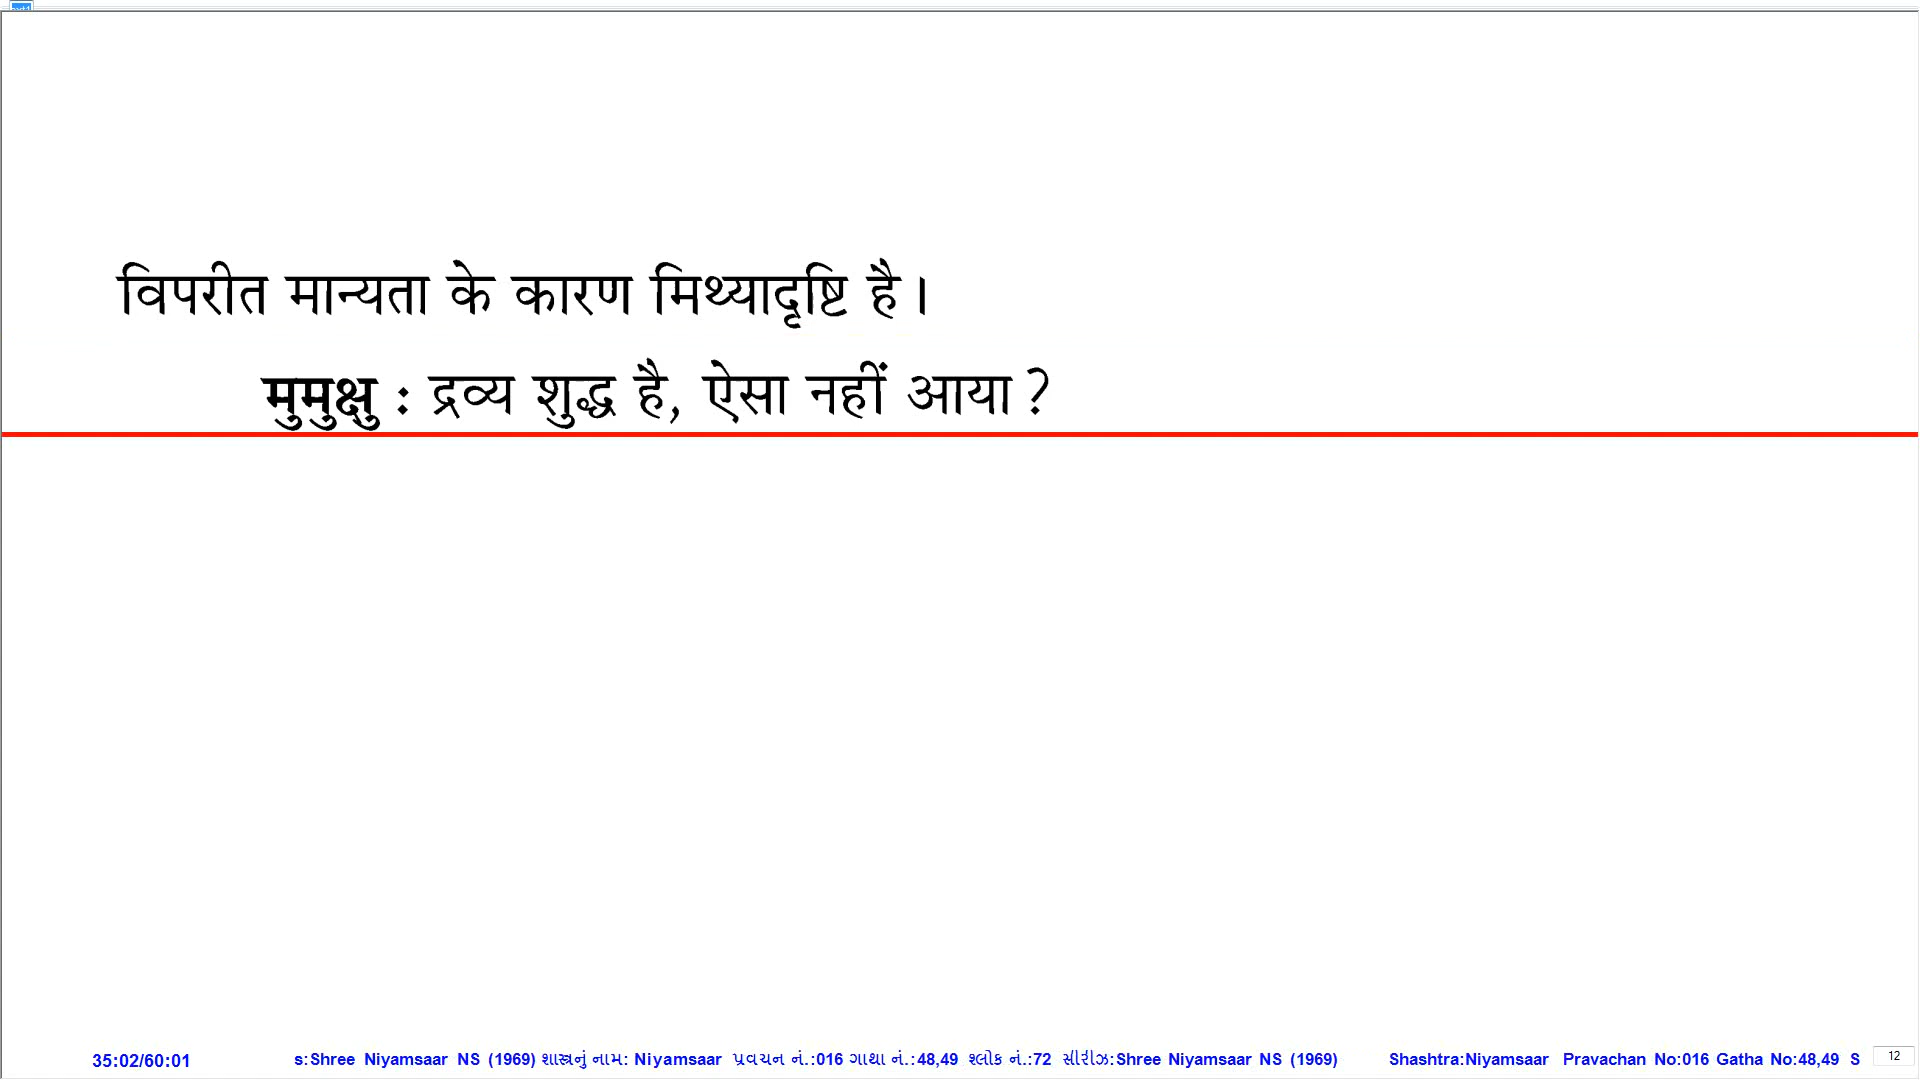 विपरीत मान्यता के कारण मिथ्यादृष्टि है।
मुमुक्षु : द्रव्य शुद्ध है, ऐसा नहीं आया?
35:02/60:01 s:Shree Niyamsaar NS (1969) શાસ્ત્રનું નામ: Niyamsaar પ્રવચન નં.:016 ગાથા નં.:48,49 શ્લોક નં.:72 સીરીઝ:Shree Niyamsaar NS (1969) Shashtra:Niyamsaar Pravachan No:016 Gatha No:48,49 S 12